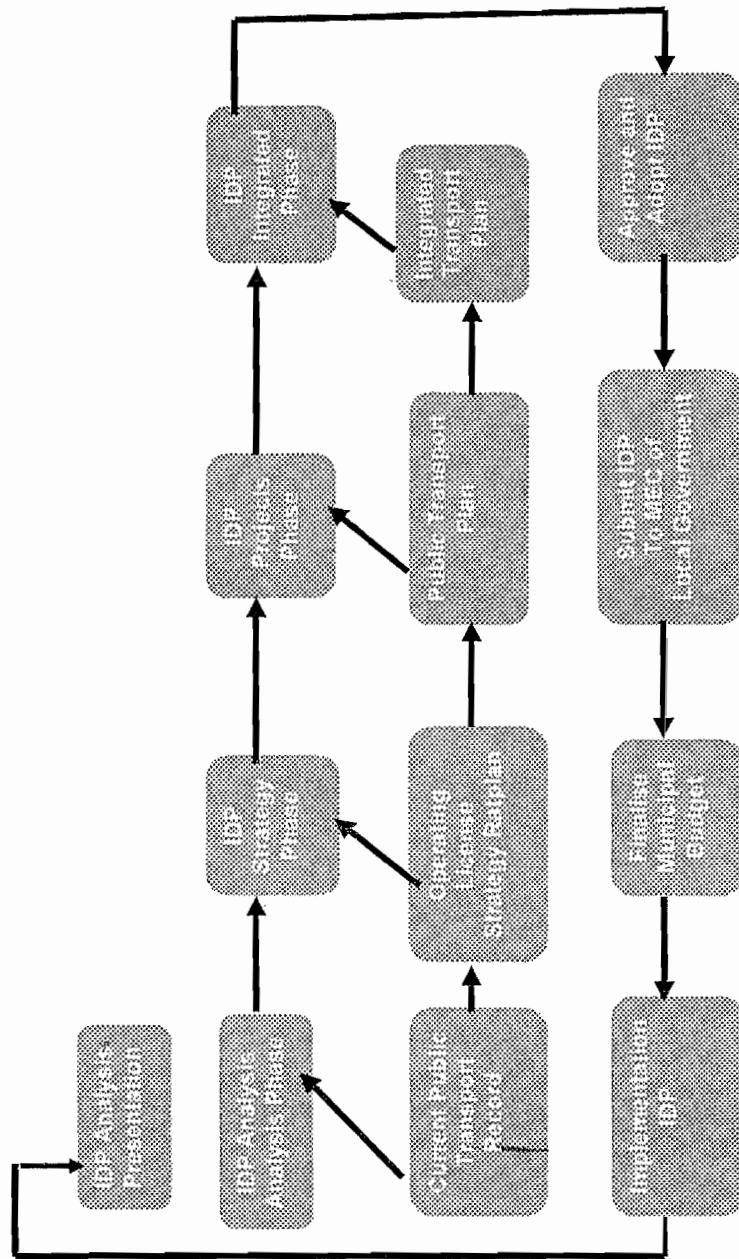 IDP Analysis,
Presentation
IDP Analysis
Analysis Phase
IDP
Strategy
Phase
IDP
Projects
Phase
IDP
Integrated
Phase
Current Public
Transport
Record
Operating
License
Strategy Ratplan
Public Transport
Plan
Integrated
Transport
Plan
Implementation
IDP
Finalise
Municipal
Budget
Submit IDP
To MEC of
Local Government
Approve and
Adopt IDP